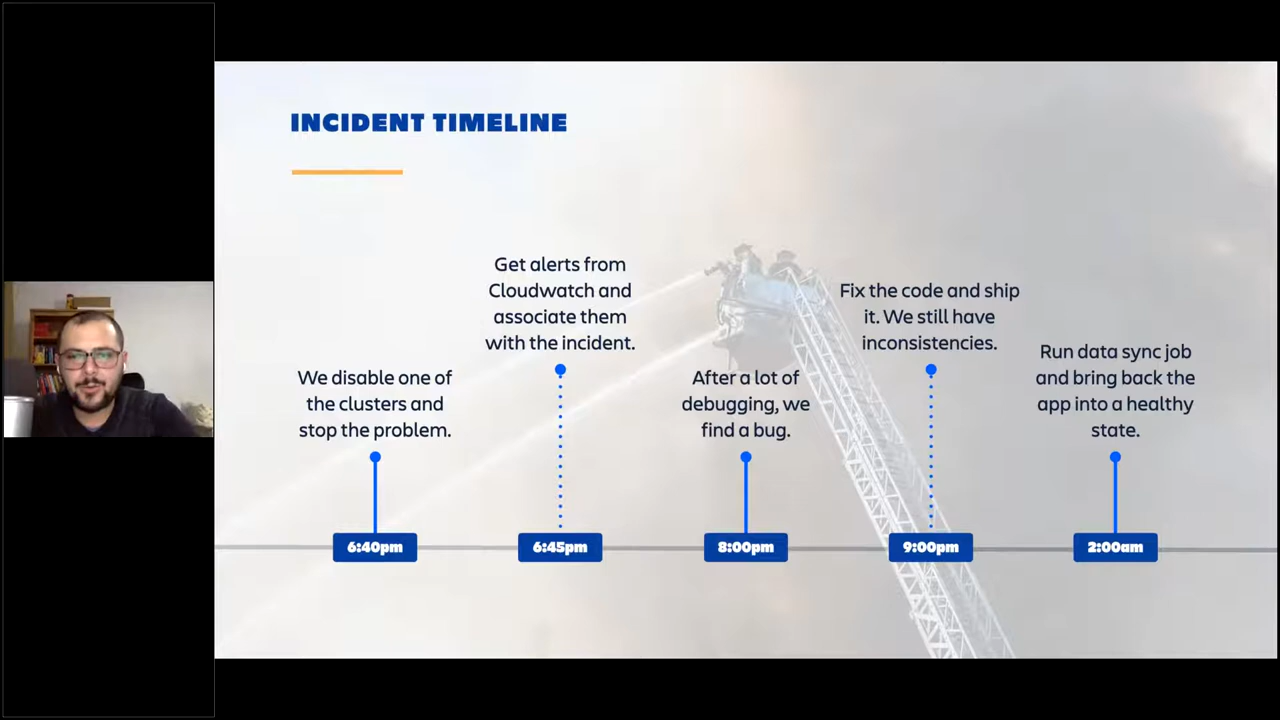 INCIDENT TIMELINE
We disable one of
the clusters and
stop the problem.
6:40pm
Get alerts from
Cloudwatch and
associate them
with the incident.
6:45pm
After a lot of
debugging, we
find a bug.
8:00pm
Fix the code and ship
it. We still have
inconsistencies.
9:00pm
Run data sync job
and bring back the
app into a healthy
state.
2:00am